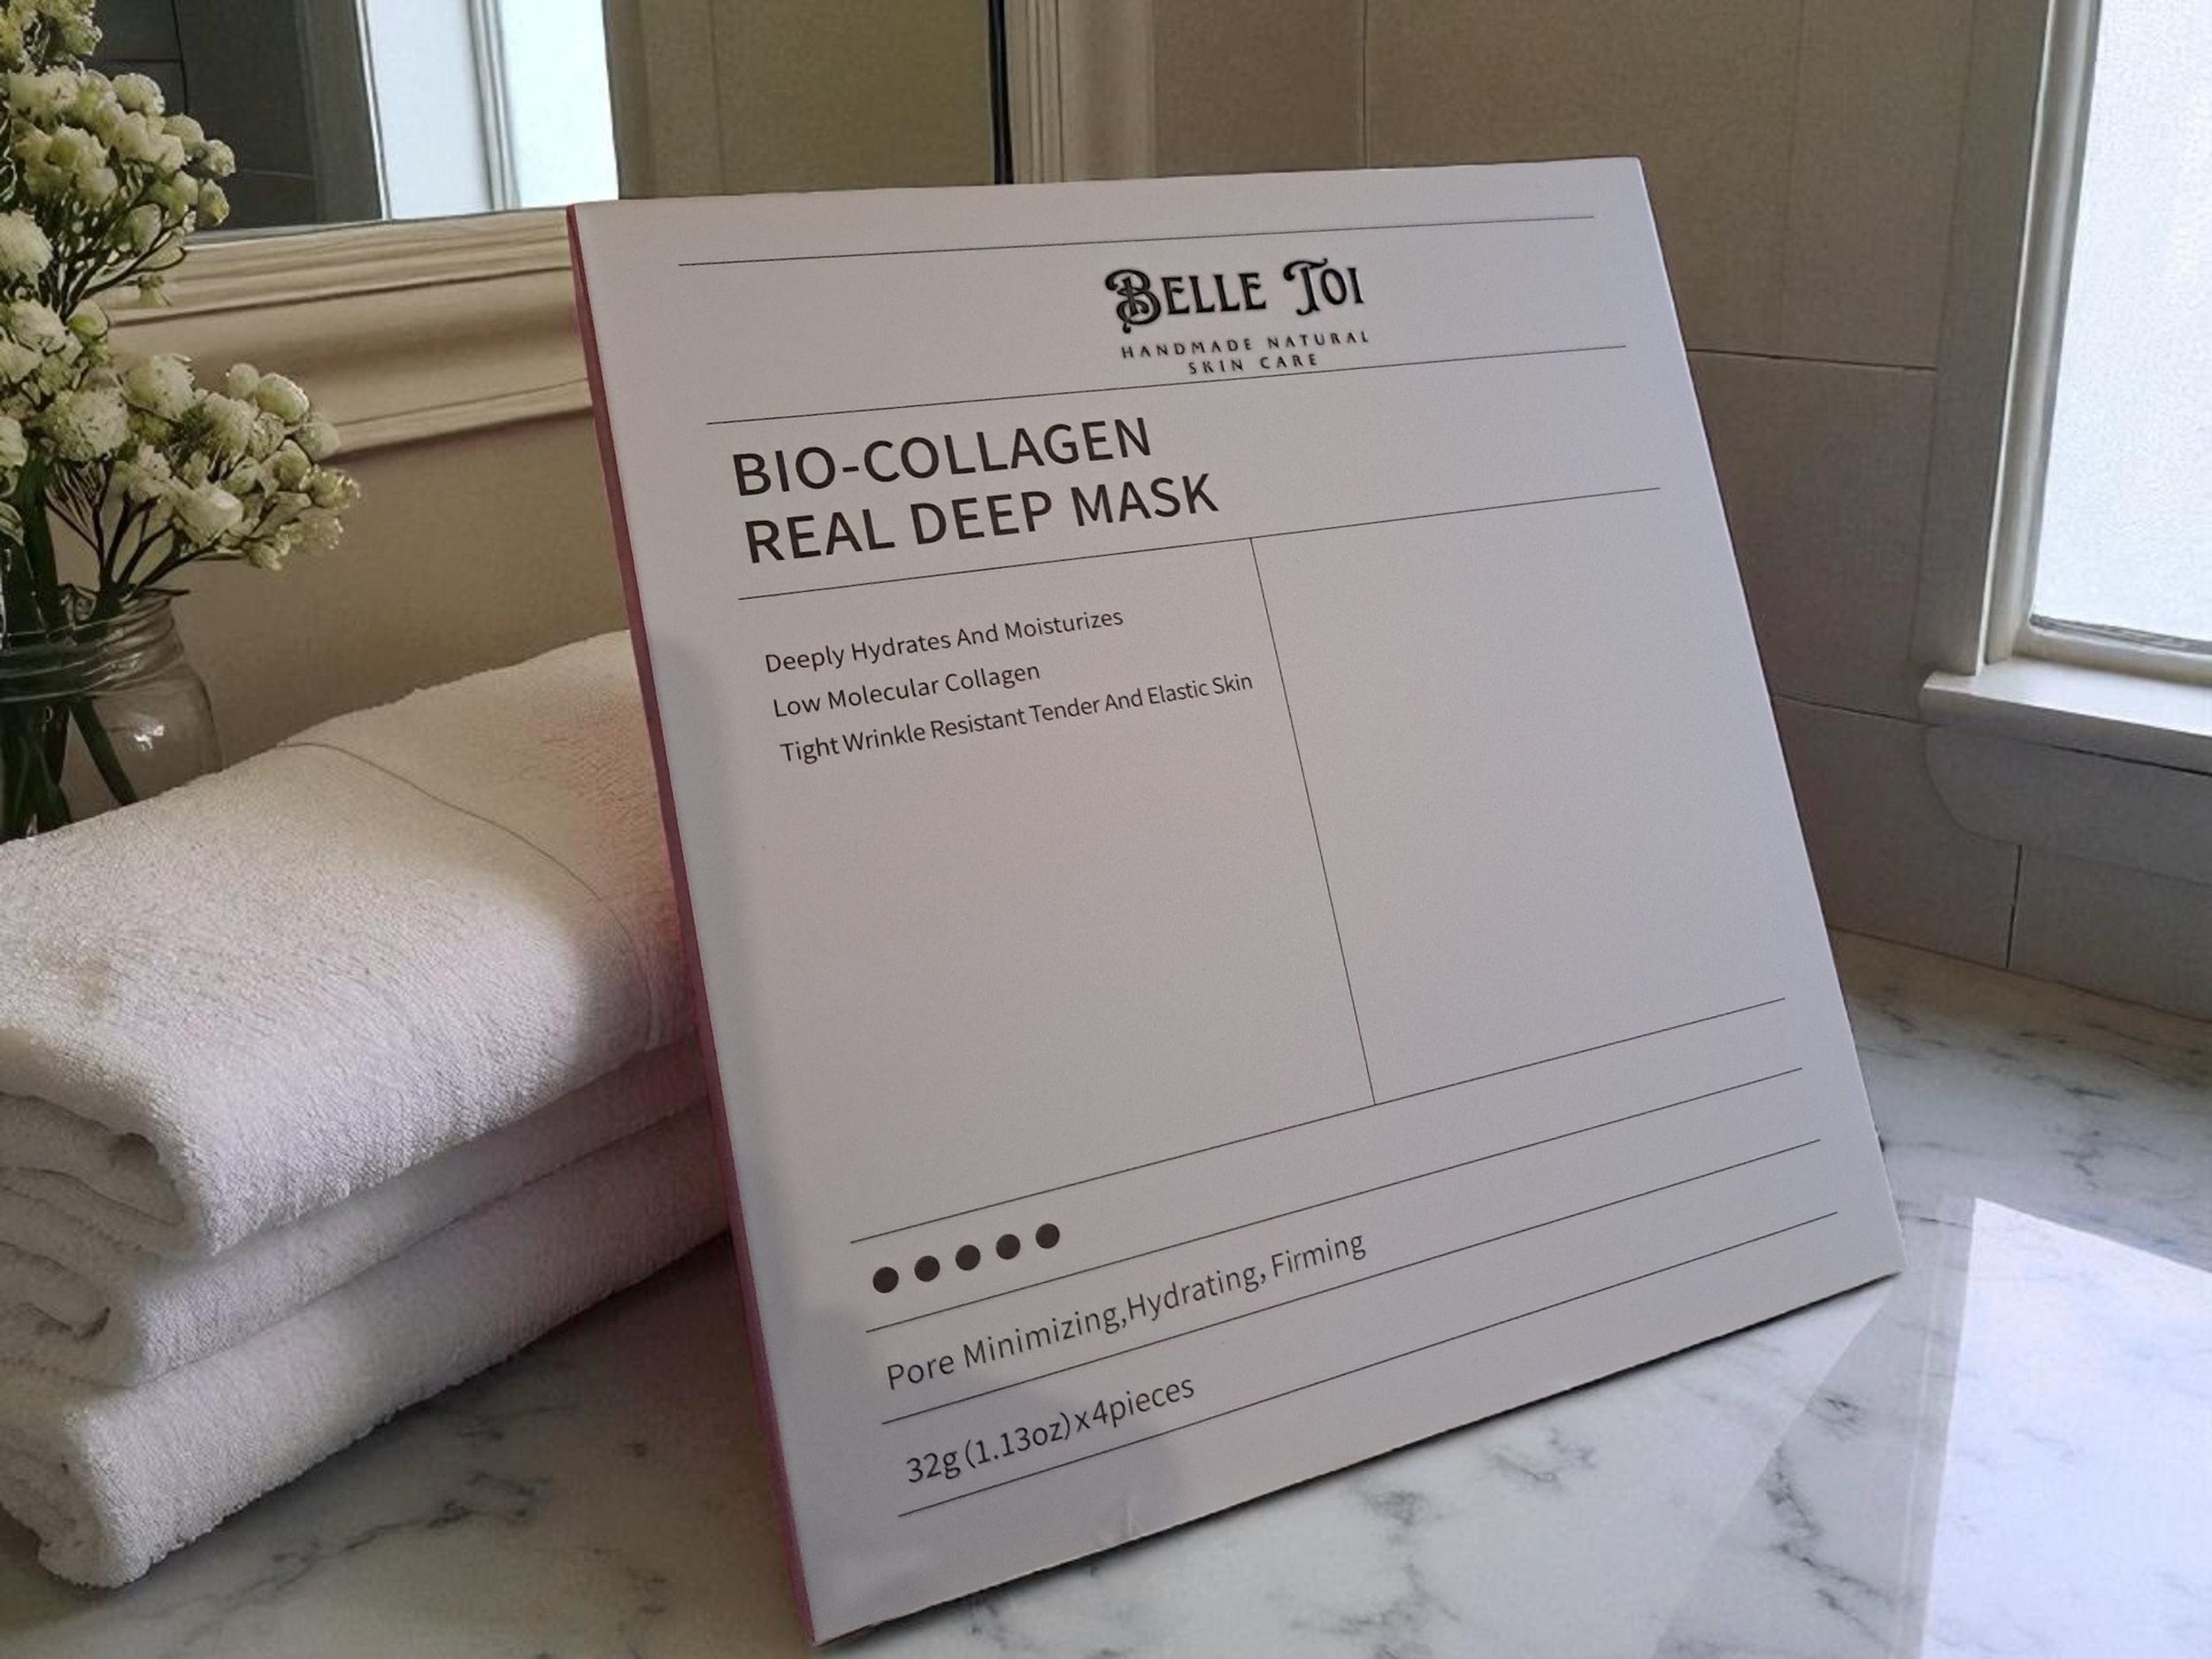 BELLE TOI
HANDMADE NATURAL
SKIN CARE
BIO-COLLAGEN
REAL DEEP MASK
Deeply Hydrates And Moisturizes
Low Molecular Collagen
Tight Wrinkle Resistant Tender And Elastic Skin
Pore Minimizing,Hydrating, Firming
32g (1.13oz) x4pieces